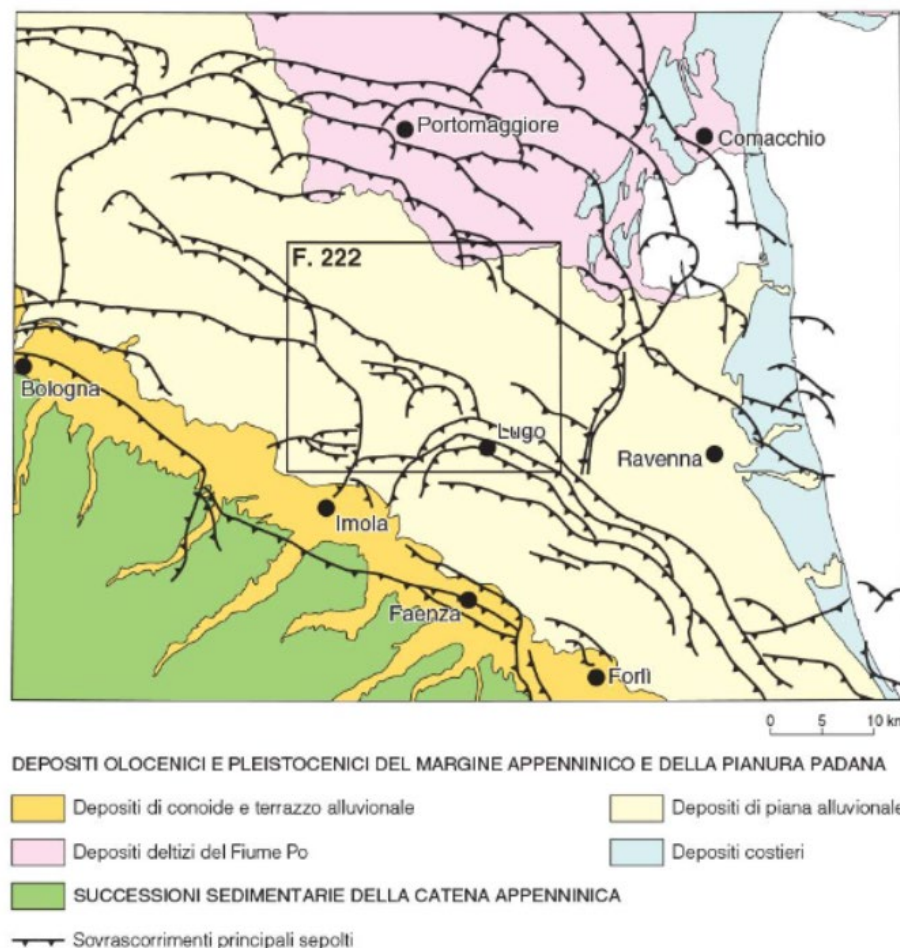 Portomaggiore
Comacchio
F. 222
Bologna
Lugo
Ravenna
Imola
Faenza
Forlì
0 5 10 km
DEPOSITI OLOCENICI E PLEISTOCENICI DEL MARGINE APPENNINICO E DELLA PIANURA PADANA
Depositi di conoide e terrazzo alluvionale
Depositi di piana alluvionale
Depositi deltizi del Fiume Po
Depositi costieri
SUCCESSIONI SEDIMENTARIE DELLA CATENA APPENNINICA
Sovrascorrimenti principali sepolti